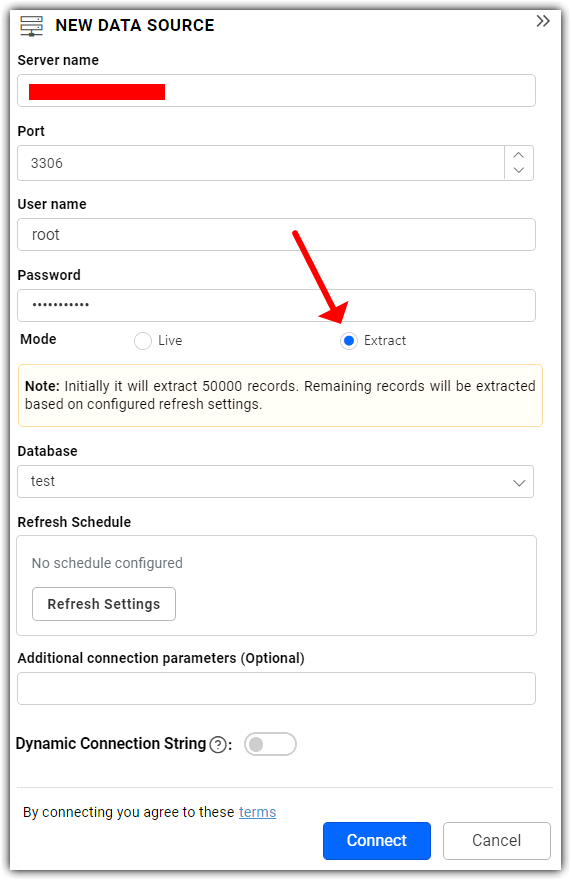 NEW DATA SOURCE
Server name
Port
3306
User name
root
Password
•••••••••••
Mode
Live
Extract
Note: Initially it will extract 50000 records. Remaining records will be extracted
based on configured refresh settings.
Database
test
Refresh Schedule
No schedule configured
Refresh Settings
Additional connection parameters (Optional)
Dynamic Connection String ? :
By connecting you agree to these terms
Connect
Cancel